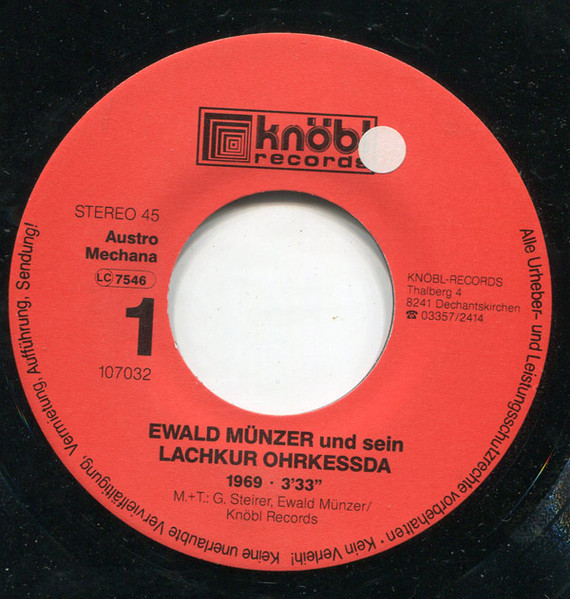 knöbl
records
STEREO 45
Austro
Mechana
LC 7546
1
107032
KNÖBL-RECORDS
Thalberg 4
8241 Dechantskirchen
☎ 03357/2414
EWALD MÜNZER und sein
LACHKUR OHRKESSDA
1969 · 3'33"
M.+T.: G. Steirer, Ewald Münzer/
Knöbl Records
Alle Urheber- und Leistungsschutzrechte vorbehalten · Kein Verleih! Keine unerlaubte Vervielfältigung, Vermietung, Aufführung, Sendung!